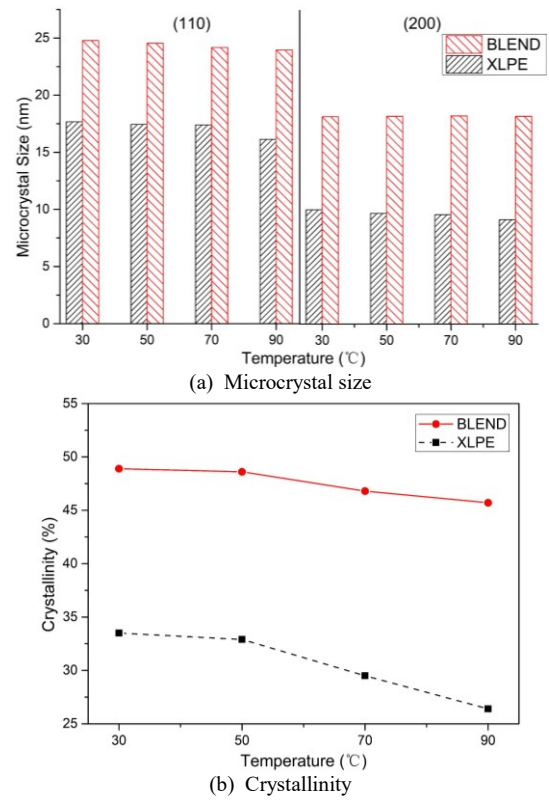 (110)
(200)
BLEND
XLPE
Microcrystal Size (nm)
25
20
15
10
5
0
30 50 70 90 30 50 70 90
Temperature (℃)
(a) Microcrystal size
55
50
45
40
35
30
25
BLEND
XLPE
Crystallinity (%)
30 50 70 90
Temperature (℃)
(b) Crystallinity